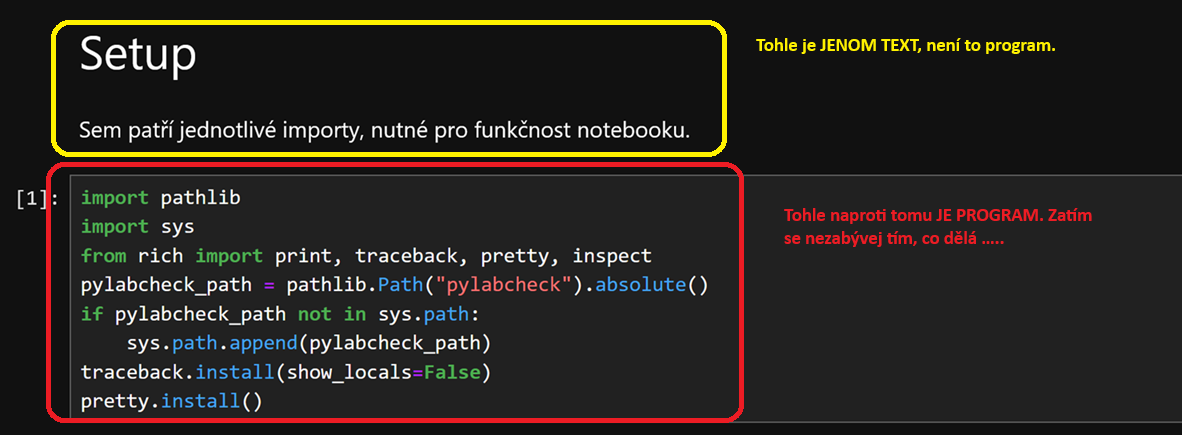 Setup
Tohle je JENOM TEXT, není to program.
Sem patří jednotlivé importy, nutné pro funkčnost notebooku.
[1]:
import pathlib
import sys
from rich import print, traceback, pretty, inspect
pylabcheck_path = pathlib.Path("pylabcheck").absolute()
if pylabcheck_path not in sys.path:
    sys.path.append(pylabcheck_path)
traceback.install(show_locals=False)
pretty.install()
Tohle naproti tomu JE PROGRAM. Zatím
se nezabývej tím, co dělá .....